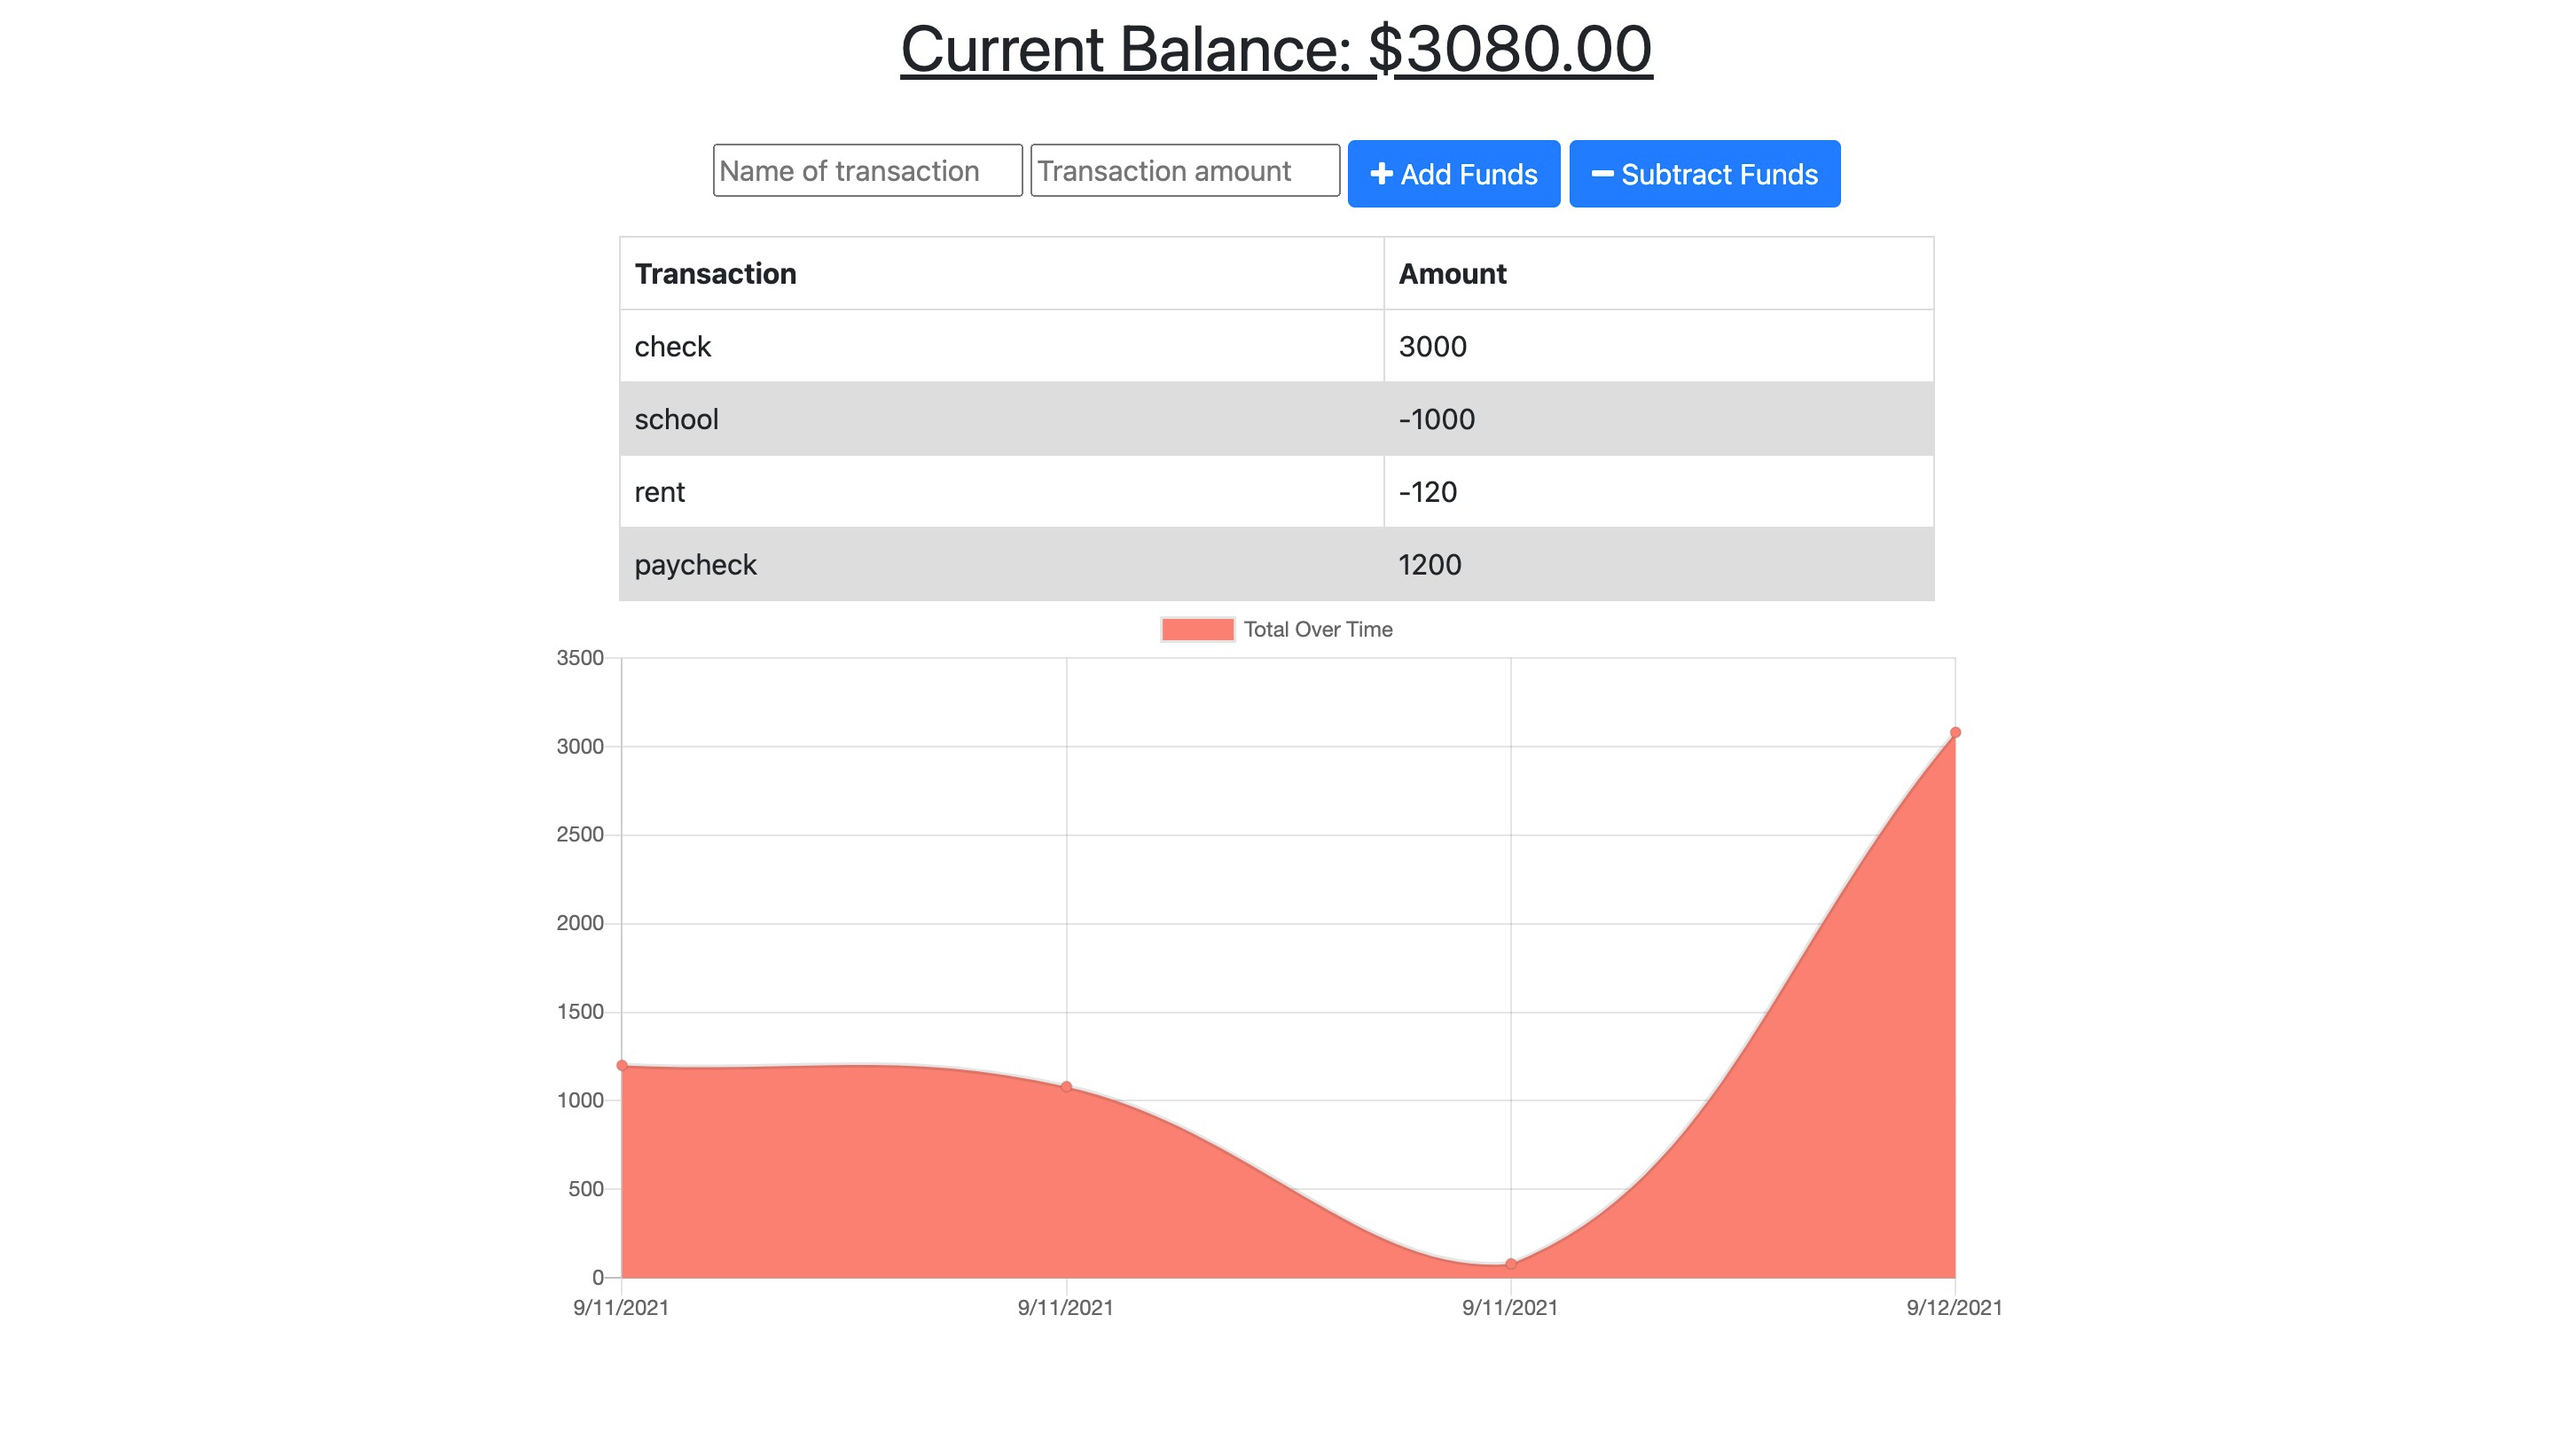 Current Balance: $3080.00
Name of transaction Transaction amount Add Funds Subtract Funds
Transaction Amount
check 3000
school -1000
rent -120
paycheck 1200
Total Over Time
3500
3000
2500
2000
1500
1000
500
0
9/11/2021 9/11/2021 9/11/2021 9/12/2021